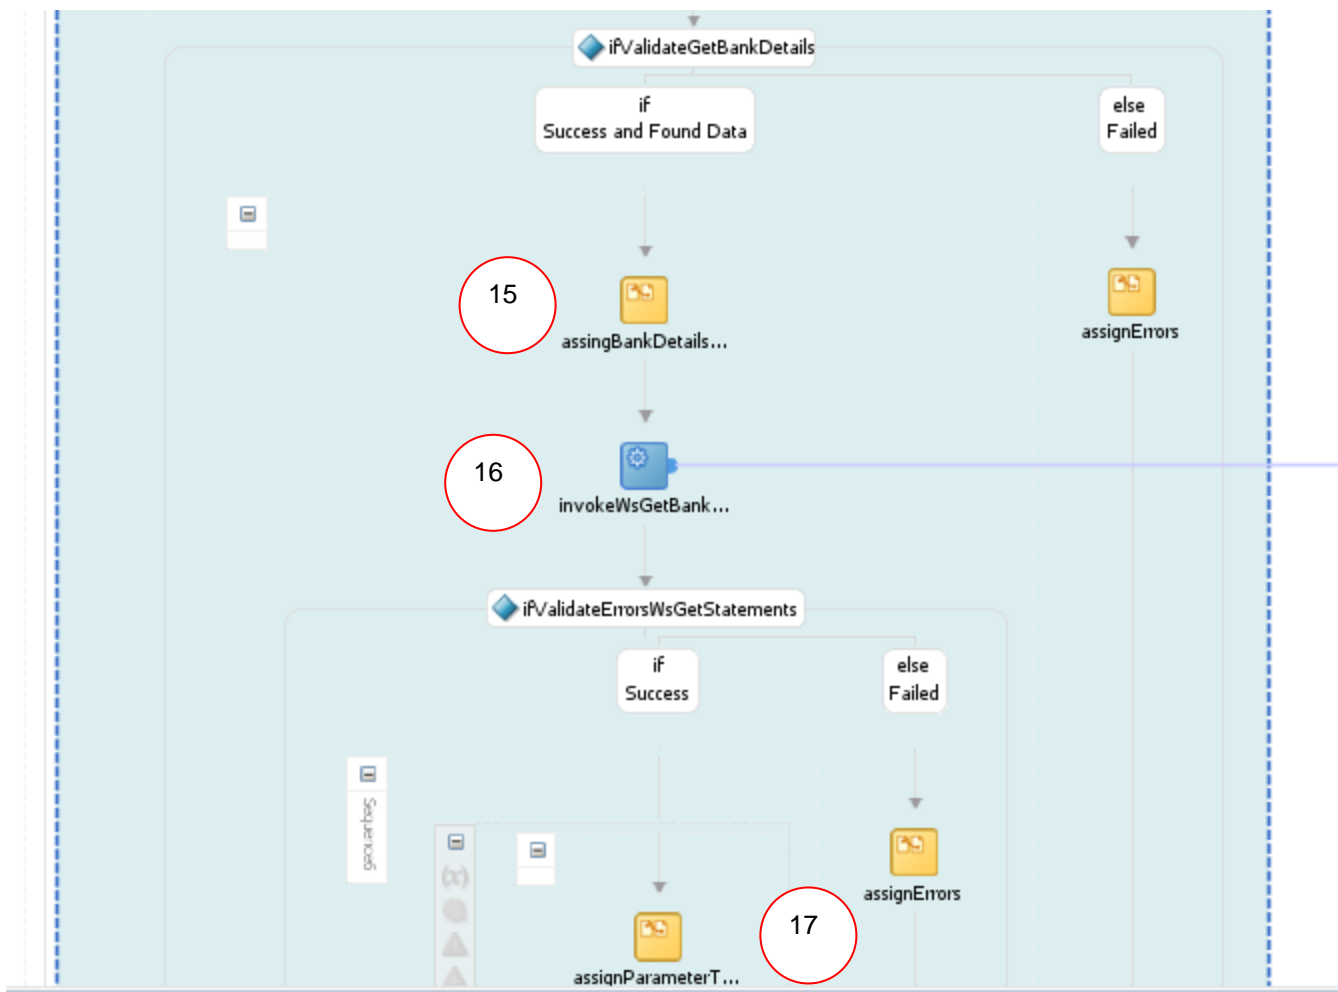 ifValidateGetBankDetails
if
Success and Found Data
else
Failed
15
assingBankDetails...
assignErrors
16
invokeWsGetBank...
ifValidateErrorsWsGetStatements
if
Success
else
Failed
Sequence6
(x)
assignErrors
17
assignParameterT...